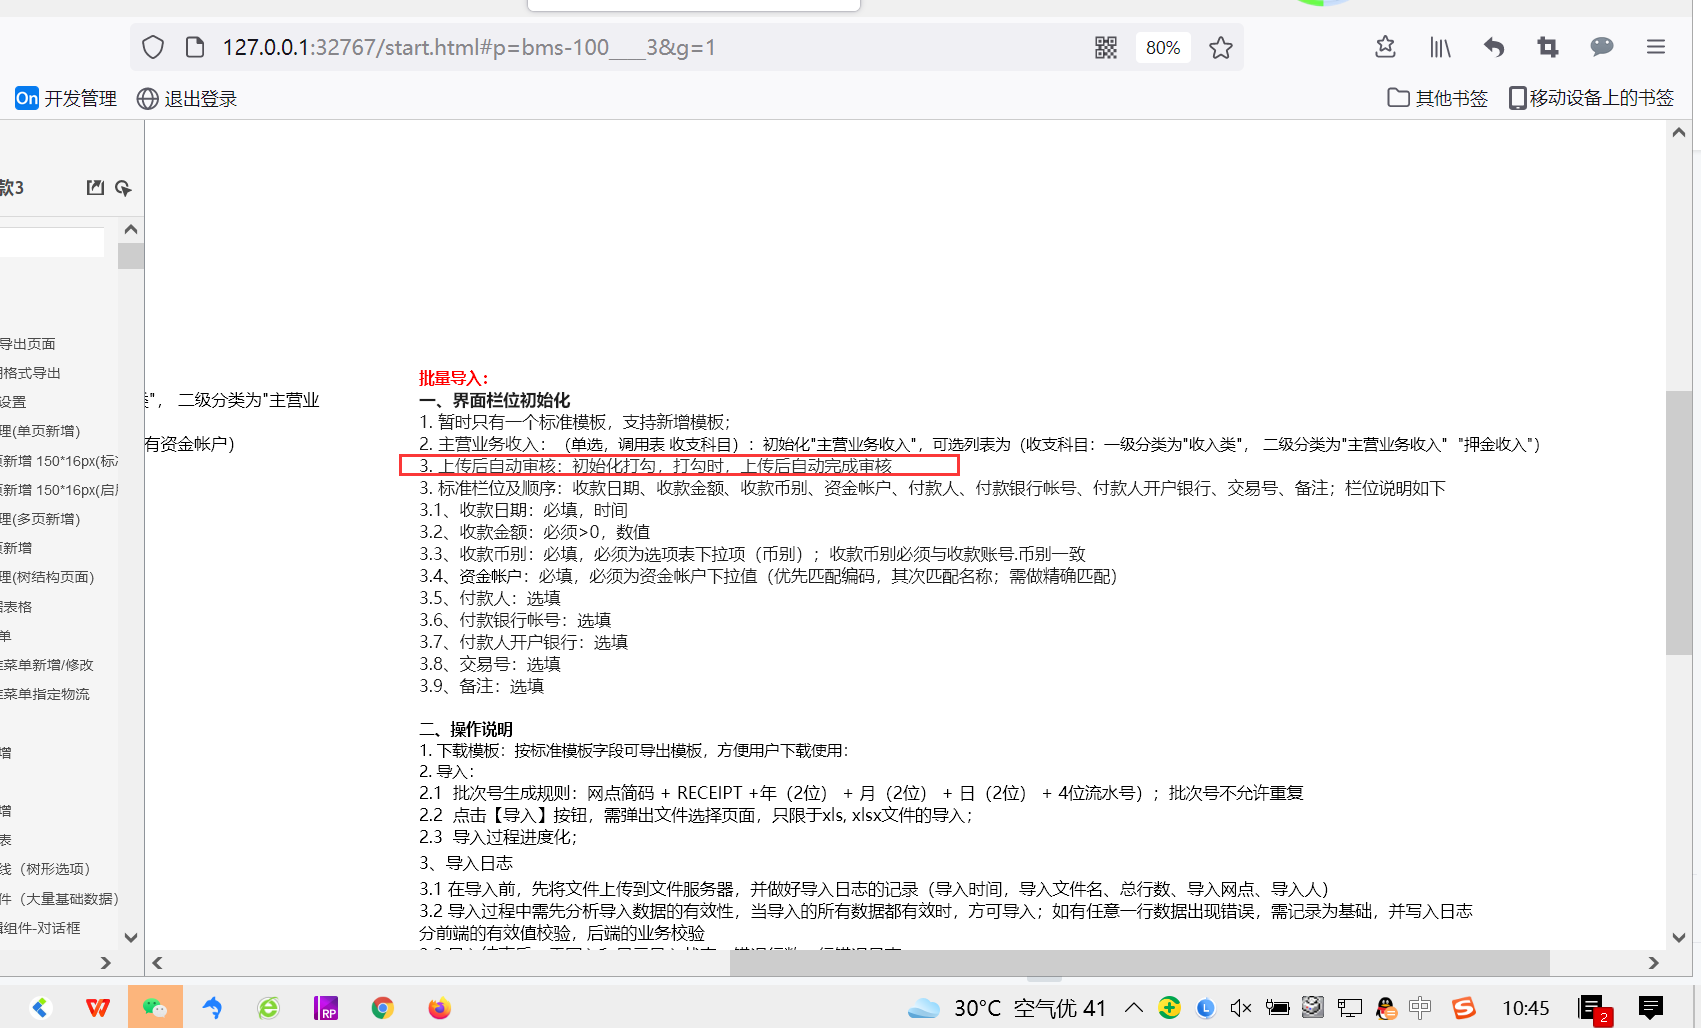 127.0.0.1:32767/start.html#p=bms-100____3&g=1
80%
On 开发管理
退出登录
其他书签
移动设备上的书签
款3
导出页面
格式导出
设置
理(单页新增)
新增 150*16px(标
新增 150*16px(启
理(多页新增)
新增
理(树结构页面)
表格
单
菜单新增/修改
菜单指定物流
增
增
表
线（树形选项）
件（大量基础数据）
组件-对话框
类"， 二级分类为"主营业
有资金帐户）
批量导入：
一、界面栏位初始化
1. 暂时只有一个标准模板，支持新增模板；
2. 主营业务收入：（单选，调用表 收支科目）：初始化"主营业务收入"，可选列表为（收支科目：一级分类为"收入类"， 二级分类为"主营业务收入" "押金收入"）
3. 上传后自动审核：初始化打勾，打勾时，上传后自动完成审核
3. 标准栏位及顺序：收款日期、收款金额、收款币别、资金帐户、付款人、付款银行帐号、付款人开户银行、交易号、备注；栏位说明如下
3.1、收款日期：必填，时间
3.2、收款金额：必须>0，数值
3.3、收款币别：必填，必须为选项表下拉项（币别）；收款币别必须与收款账号.币别一致
3.4、资金帐户：必填，必须为资金帐户下拉值（优先匹配编码，其次匹配名称；需做精确匹配）
3.5、付款人：选填
3.6、付款银行帐号：选填
3.7、付款人开户银行：选填
3.8、交易号：选填
3.9、备注：选填
二、操作说明
1. 下载模板：按标准模板字段可导出模板，方便用户下载使用：
2. 导入：
2.1 批次号生成规则：网点简码 + RECEIPT +年（2位） + 月（2位） + 日（2位） + 4位流水号）；批次号不允许重复
2.2 点击【导入】按钮，需弹出文件选择页面，只限于xls, xlsx文件的导入；
2.3 导入过程进度化；
3、导入日志
3.1 在导入前，先将文件上传到文件服务器，并做好导入日志的记录（导入时间，导入文件名、总行数、导入网点、导入人）
3.2 导入过程中需先分析导入数据的有效性，当导入的所有数据都有效时，方可导入；如有任意一行数据出现错误，需记录为基础，并写入日志
分前端的有效值校验，后端的业务校验
RP
30°C 空气优 41
中
10:45
2